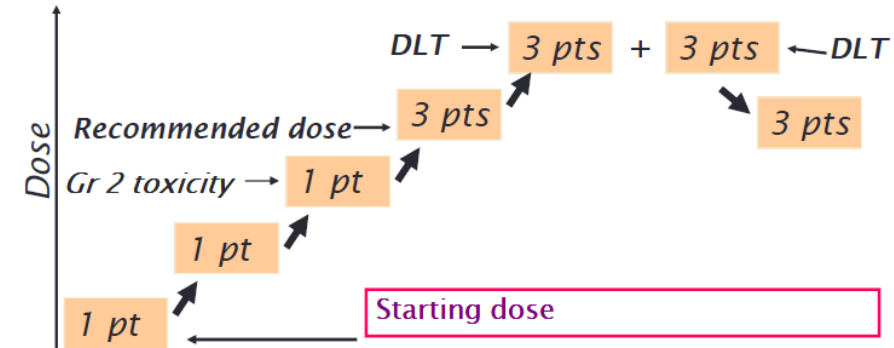 DLT → 3 pts + 3 pts ← DLT
Recommended dose → 3 pts
3 pts
Gr 2 toxicity → 1 pt
1 pt
Starting dose
1 pt
Dose